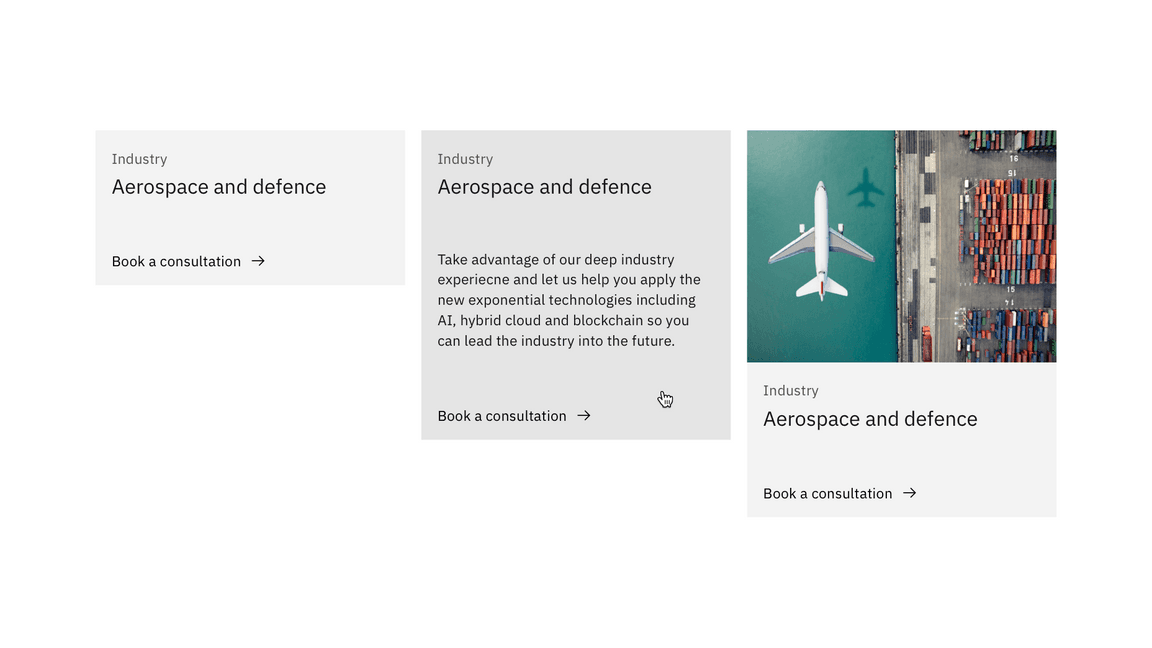 Industry
Aerospace and defence
Book a consultation
Industry
Aerospace and defence
Take advantage of our deep industry
experiecne and let us help you apply the
new exponential technologies including
AI, hybrid cloud and blockchain so you
can lead the industry into the future.
Book a consultation
16
15
15
14
Industry
Aerospace and defence
Book a consultation